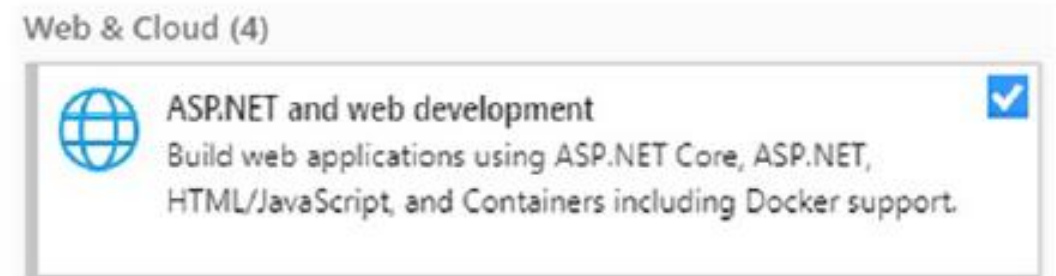 Web & Cloud (4)
ASP.NET and web development
Build web applications using ASP.NET Core, ASP.NET,
HTML/JavaScript, and Containers including Docker support.